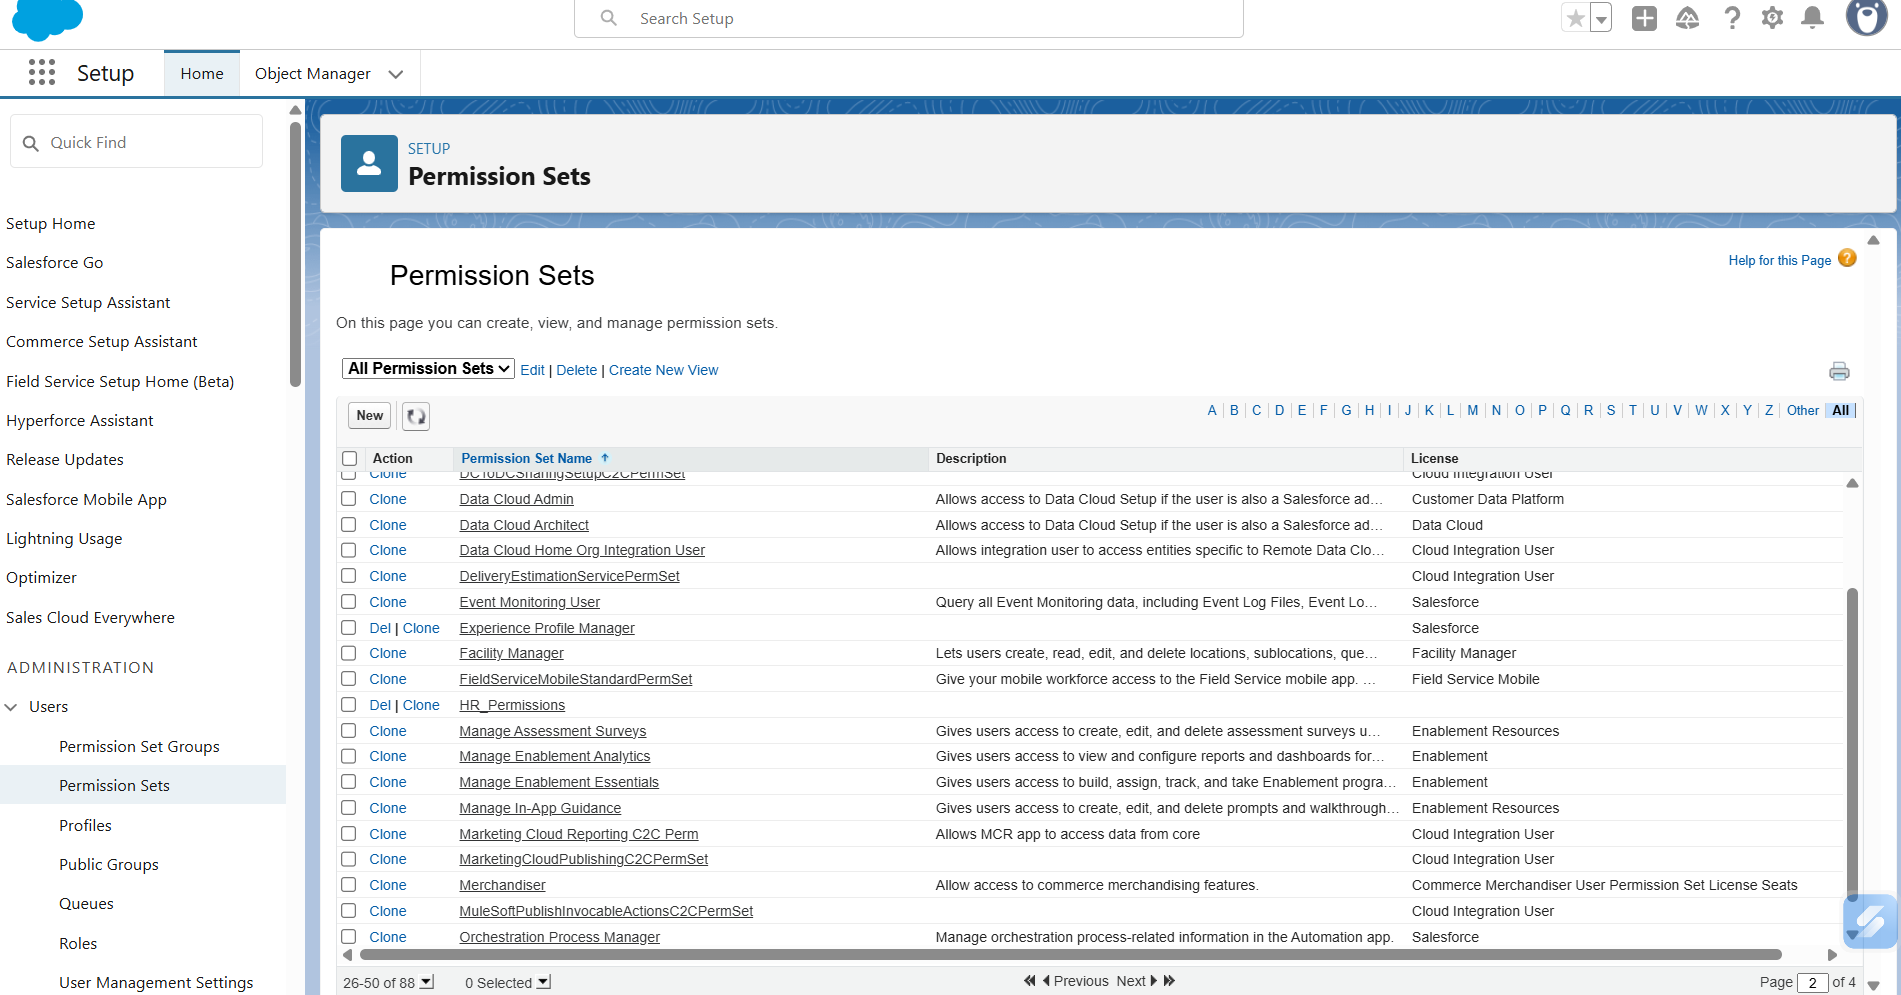 Search Setup
Setup
Home
Object Manager
Quick Find
Setup Home
Salesforce Go
Service Setup Assistant
Commerce Setup Assistant
Field Service Setup Home (Beta)
Hyperforce Assistant
Release Updates
Salesforce Mobile App
Lightning Usage
Optimizer
Sales Cloud Everywhere
ADMINISTRATION
Users
Permission Set Groups
Permission Sets
Profiles
Public Groups
Queues
Roles
User Management Settings
SETUP
Permission Sets
Permission Sets
Help for this Page ?
On this page you can create, view, and manage permission sets.
All Permission Sets Edit | Delete | Create New View
New
A | B | C | D | E | F | G | H | I | J | K | L | M | N | O | P | Q | R | S | T | U | V | W | X | Y | Z | Other | All
Action Permission Set Name Description License
Clone DCToDCSharingSetupC2CPermSet Cloud Integration User
Clone Data Cloud Admin Allows access to Data Cloud Setup if the user is also a Salesforce ad... Customer Data Platform
Clone Data Cloud Architect Allows access to Data Cloud Setup if the user is also a Salesforce ad... Data Cloud
Clone Data Cloud Home Org Integration User Allows integration user to access entities specific to Remote Data Clo... Cloud Integration User
Clone DeliveryEstimationServicePermSet Cloud Integration User
Clone Event Monitoring User Query all Event Monitoring data, including Event Log Files, Event Lo... Salesforce
Del | Clone Experience Profile Manager Salesforce
Clone Facility Manager Lets users create, read, edit, and delete locations, sublocations, que... Facility Manager
Clone FieldServiceMobileStandardPermSet Give your mobile workforce access to the Field Service mobile app. ... Field Service Mobile
Del | Clone HR_Permissions
Clone Manage Assessment Surveys Gives users access to create, edit, and delete assessment surveys u... Enablement Resources
Clone Manage Enablement Analytics Gives users access to view and configure reports and dashboards for... Enablement
Clone Manage Enablement Essentials Gives users access to build, assign, track, and take Enablement progra... Enablement
Clone Manage In-App Guidance Gives users access to create, edit, and delete prompts and walkthrough... Enablement Resources
Clone Marketing Cloud Reporting C2C Perm Allows MCR app to access data from core Cloud Integration User
Clone MarketingCloudPublishingC2CPermSet Cloud Integration User
Clone Merchandiser Allow access to commerce merchandising features. Commerce Merchandiser User Permission Set License Seats
Clone MuleSoftPublishInvocableActionsC2CPermSet Cloud Integration User
Clone Orchestration Process Manager Manage orchestration process-related information in the Automation app. Salesforce
26-50 of 88 0 Selected Previous Next Page 2 of 4